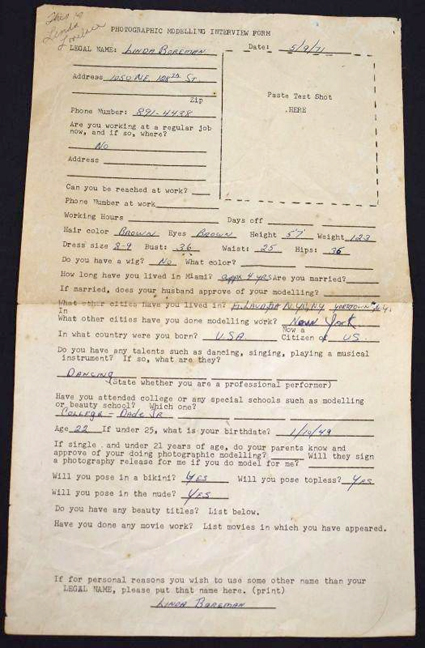 This is
Linda
Lovelace
PHOTOGRAPHIC MODELLING INTERVIEW FORM
LEGAL NAME: LINDA BOREMAN
Date: 5/9/71
Address 1050 N.E. 108th ST.
Zip
Phone Number: 891-4438
Paste Test Shot
HERE
Are you working at a regular job
now, and if so, where?
No
Address
Can you be reached at work?
Phone Number at work
Working Hours Days off
Hair color BROWN Eyes BROWN Height 5'7" Weight 123
Dress size 8-9 Bust: 36 Waist: 25 Hips: 36
Do you have a wig? No What color?
How long have you lived in Miami? appx 4 YRS Are you married?
If married, does your husband approve of your modelling?
What other cities have you lived in? N.Y., N.Y.
In
What other cities have you done modelling work? New York
Now a
In what country were you born? U.S.A Citizen of U.S.
Do you have any talents such as dancing, singing, playing a musical
instrument? If so, what are they?
DANCING
(State whether you are a professional performer)
Have you attended college or any special schools such as modelling
or beauty school? Which one?
College - Dade Jr
Age 22 If under 25, what is your birthdate? 1/10/49
If single and under 21 years of age, do your parents know and
approve of your doing photographic modelling? Will they sign
a photography release for me if you do model for me?
Will you pose in a bikini? YES Will you pose topless? YES
Will you pose in the nude? YES
Do you have any beauty titles? List below.
Have you done any movie work? List movies in which you have appeared.
If for personal reasons you wish to use some other name than your
LEGAL NAME, please put that name here. (print)
LINDA BOREMAN